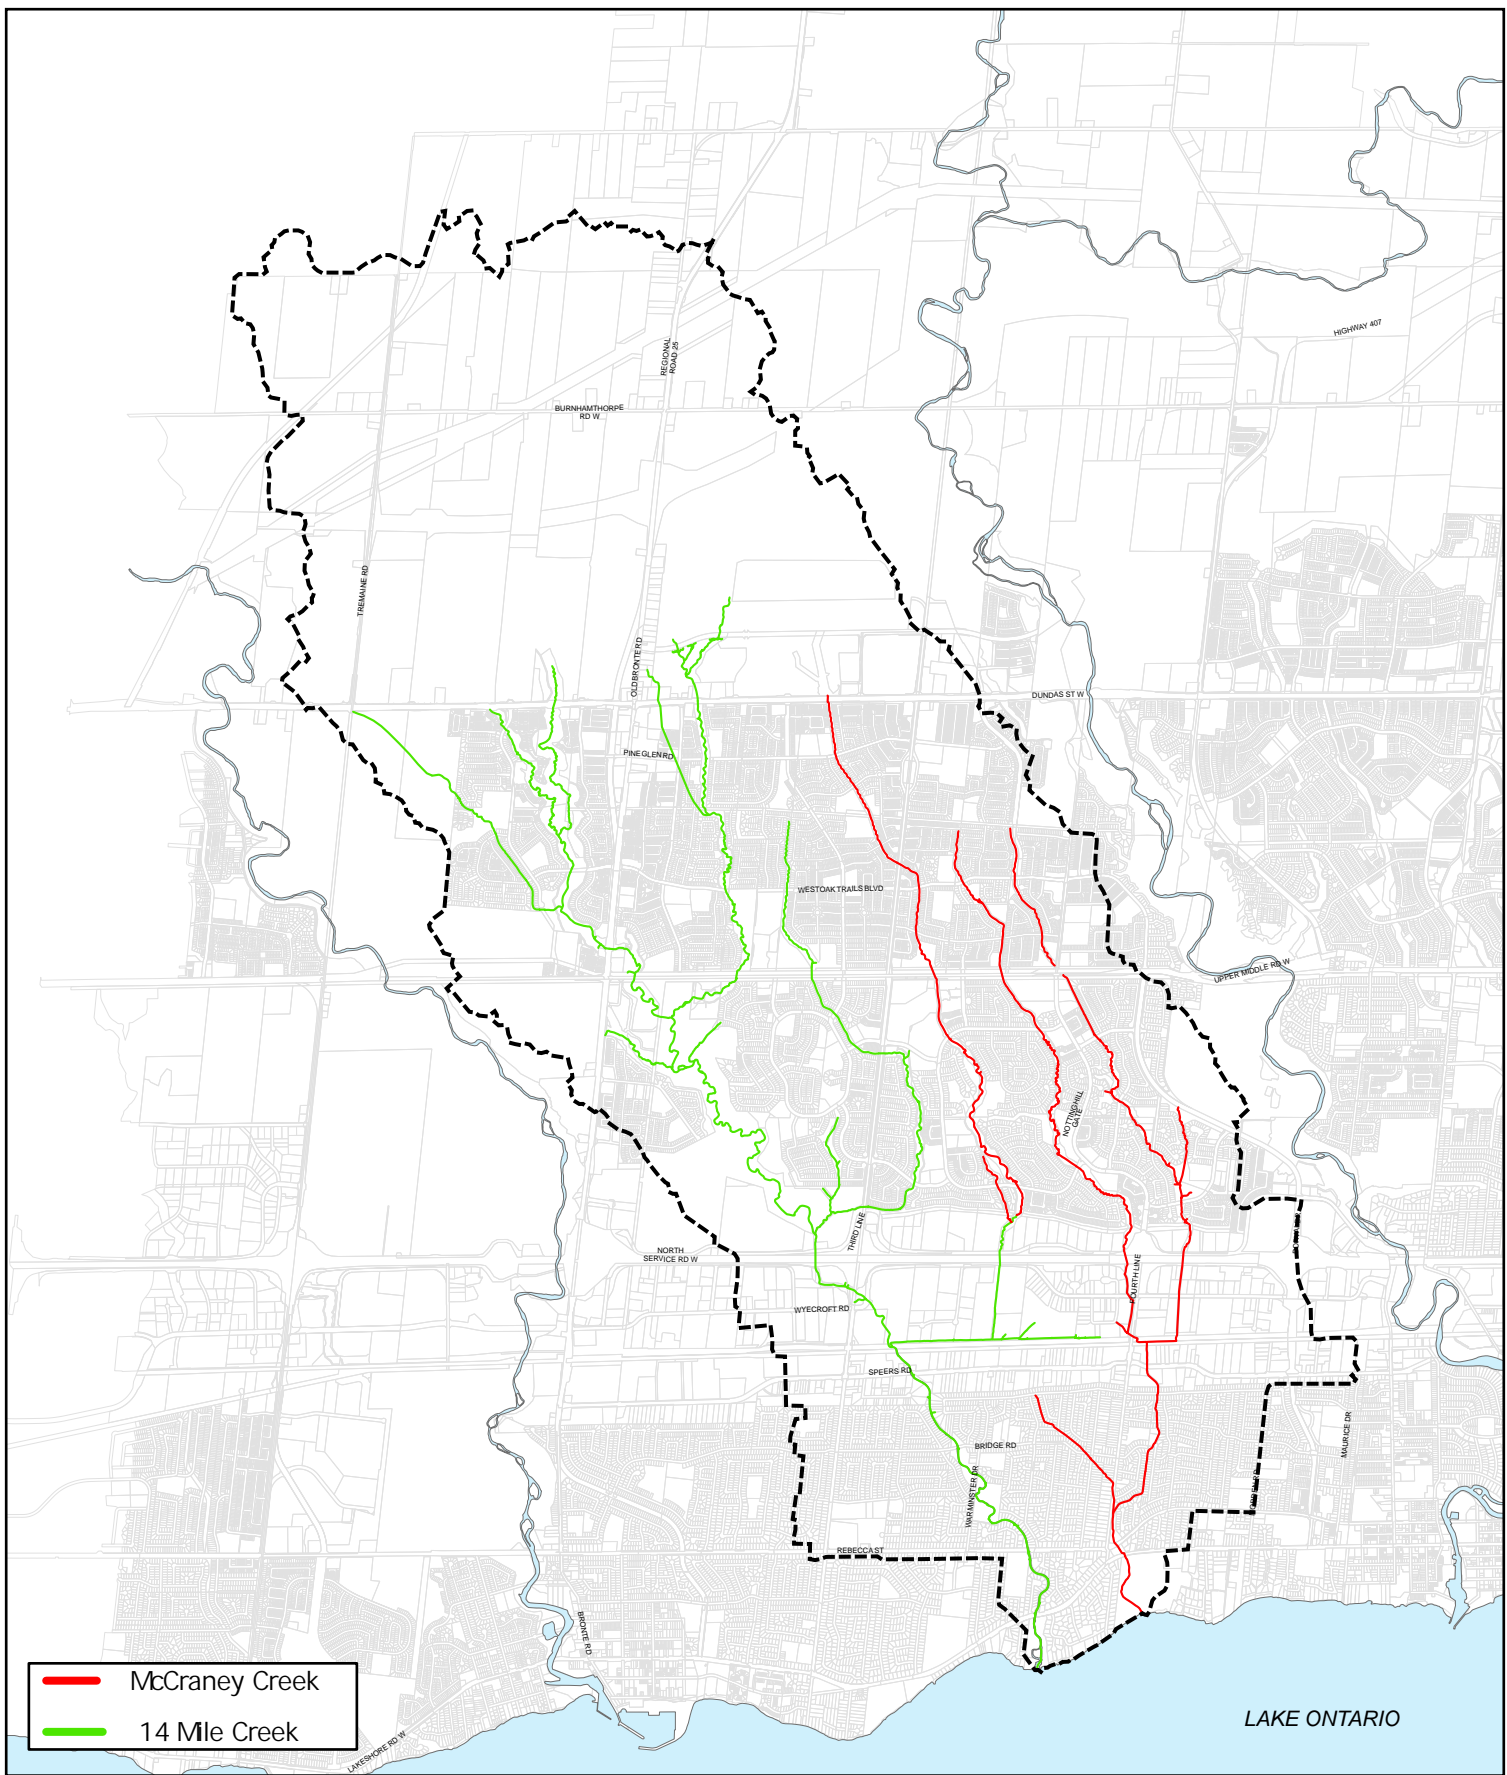 HIGHWAY 407
REGIONAL
ROAD 25
BURNHAMTHORPE
RD W
TREMAINE RD
OLD BRONTE RD
DUNDAS ST W
PINE GLEN RD
WESTOAK TRAILS BLVD
UPPER MIDDLE RD W
NOTTINGHILL
GATE
THIRD LINE
NORTH
SERVICE RD W
FOURTH LINE
WYECROFT RD
SPEERS RD
MAURICE DR
BRIDGE RD
WARMINSTER DR
REBECCA ST
BRONTE RD
McCraney Creek
14 Mile Creek
LAKE ONTARIO
LAKESHORE RD W